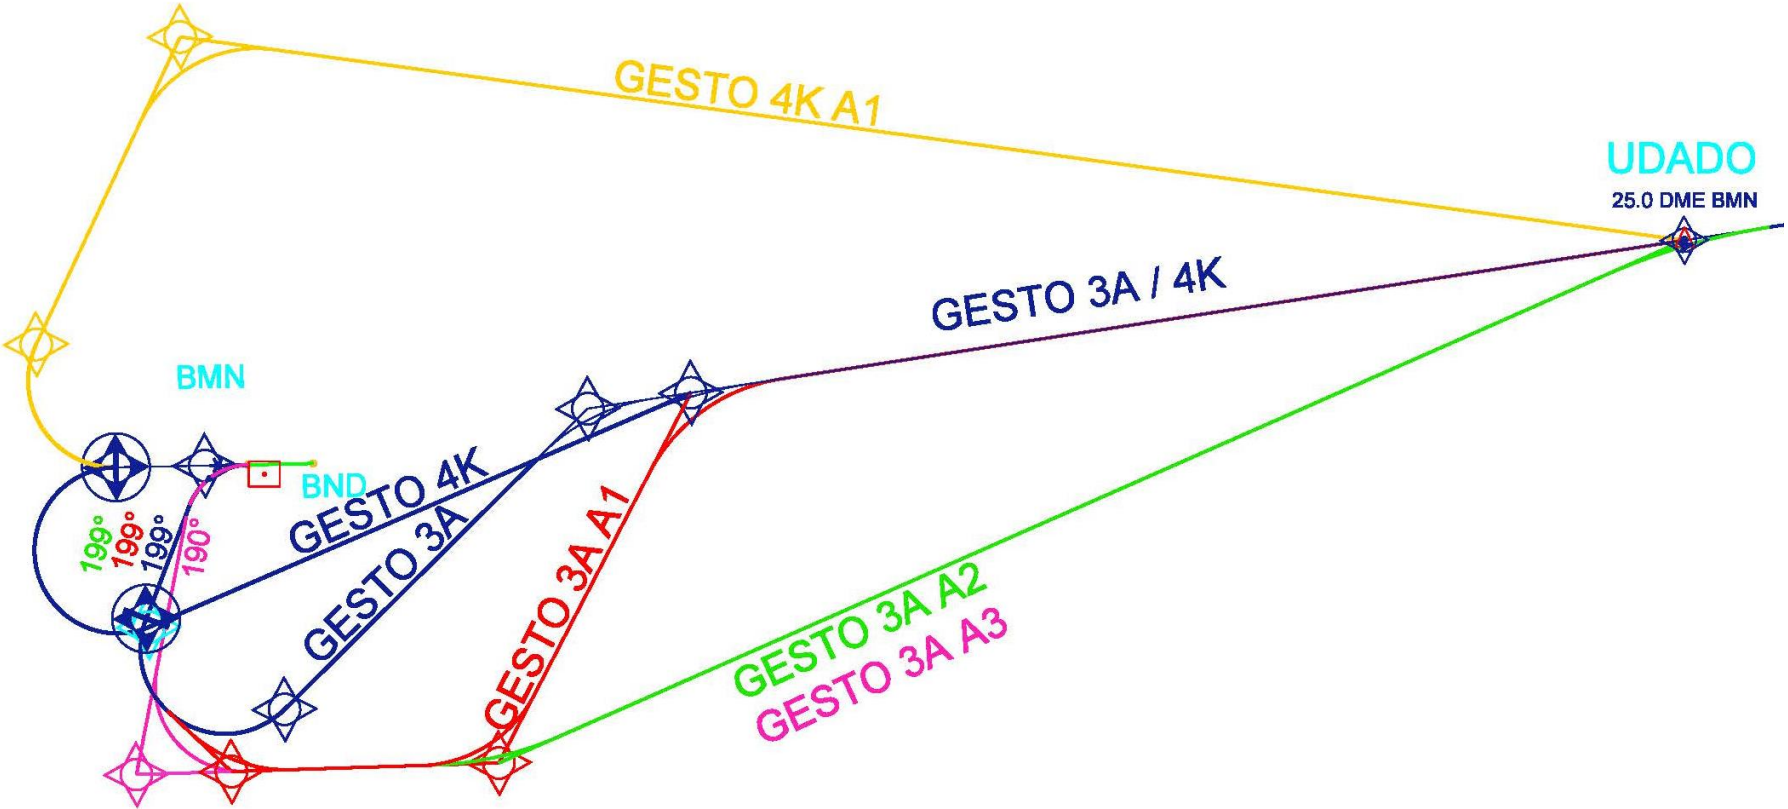 GESTO 4K A1
UDADO
25.0 DME BMN
GESTO 3A / 4K
BMN
BND
GESTO 4K
199°
199°
199°
190°
GESTO 3A
GESTO 3A A1
GESTO 3A A2
GESTO 3A A3